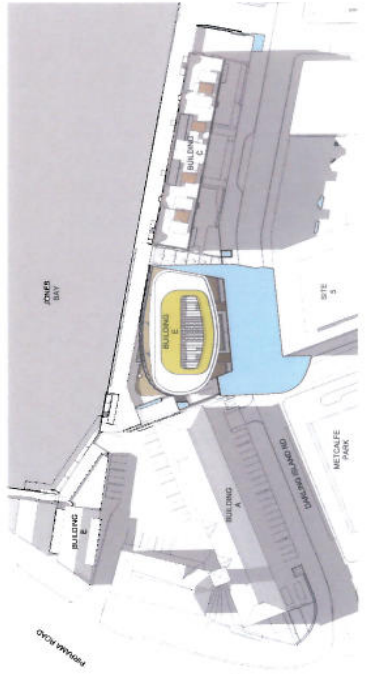 BUILDING
C
JONES
BAY
BUILDING
E
SITE
5
BUILDING
A
DARLING ISLAND RD
METCALFE
PARK
BUILDING
E
PIRRAMA ROAD